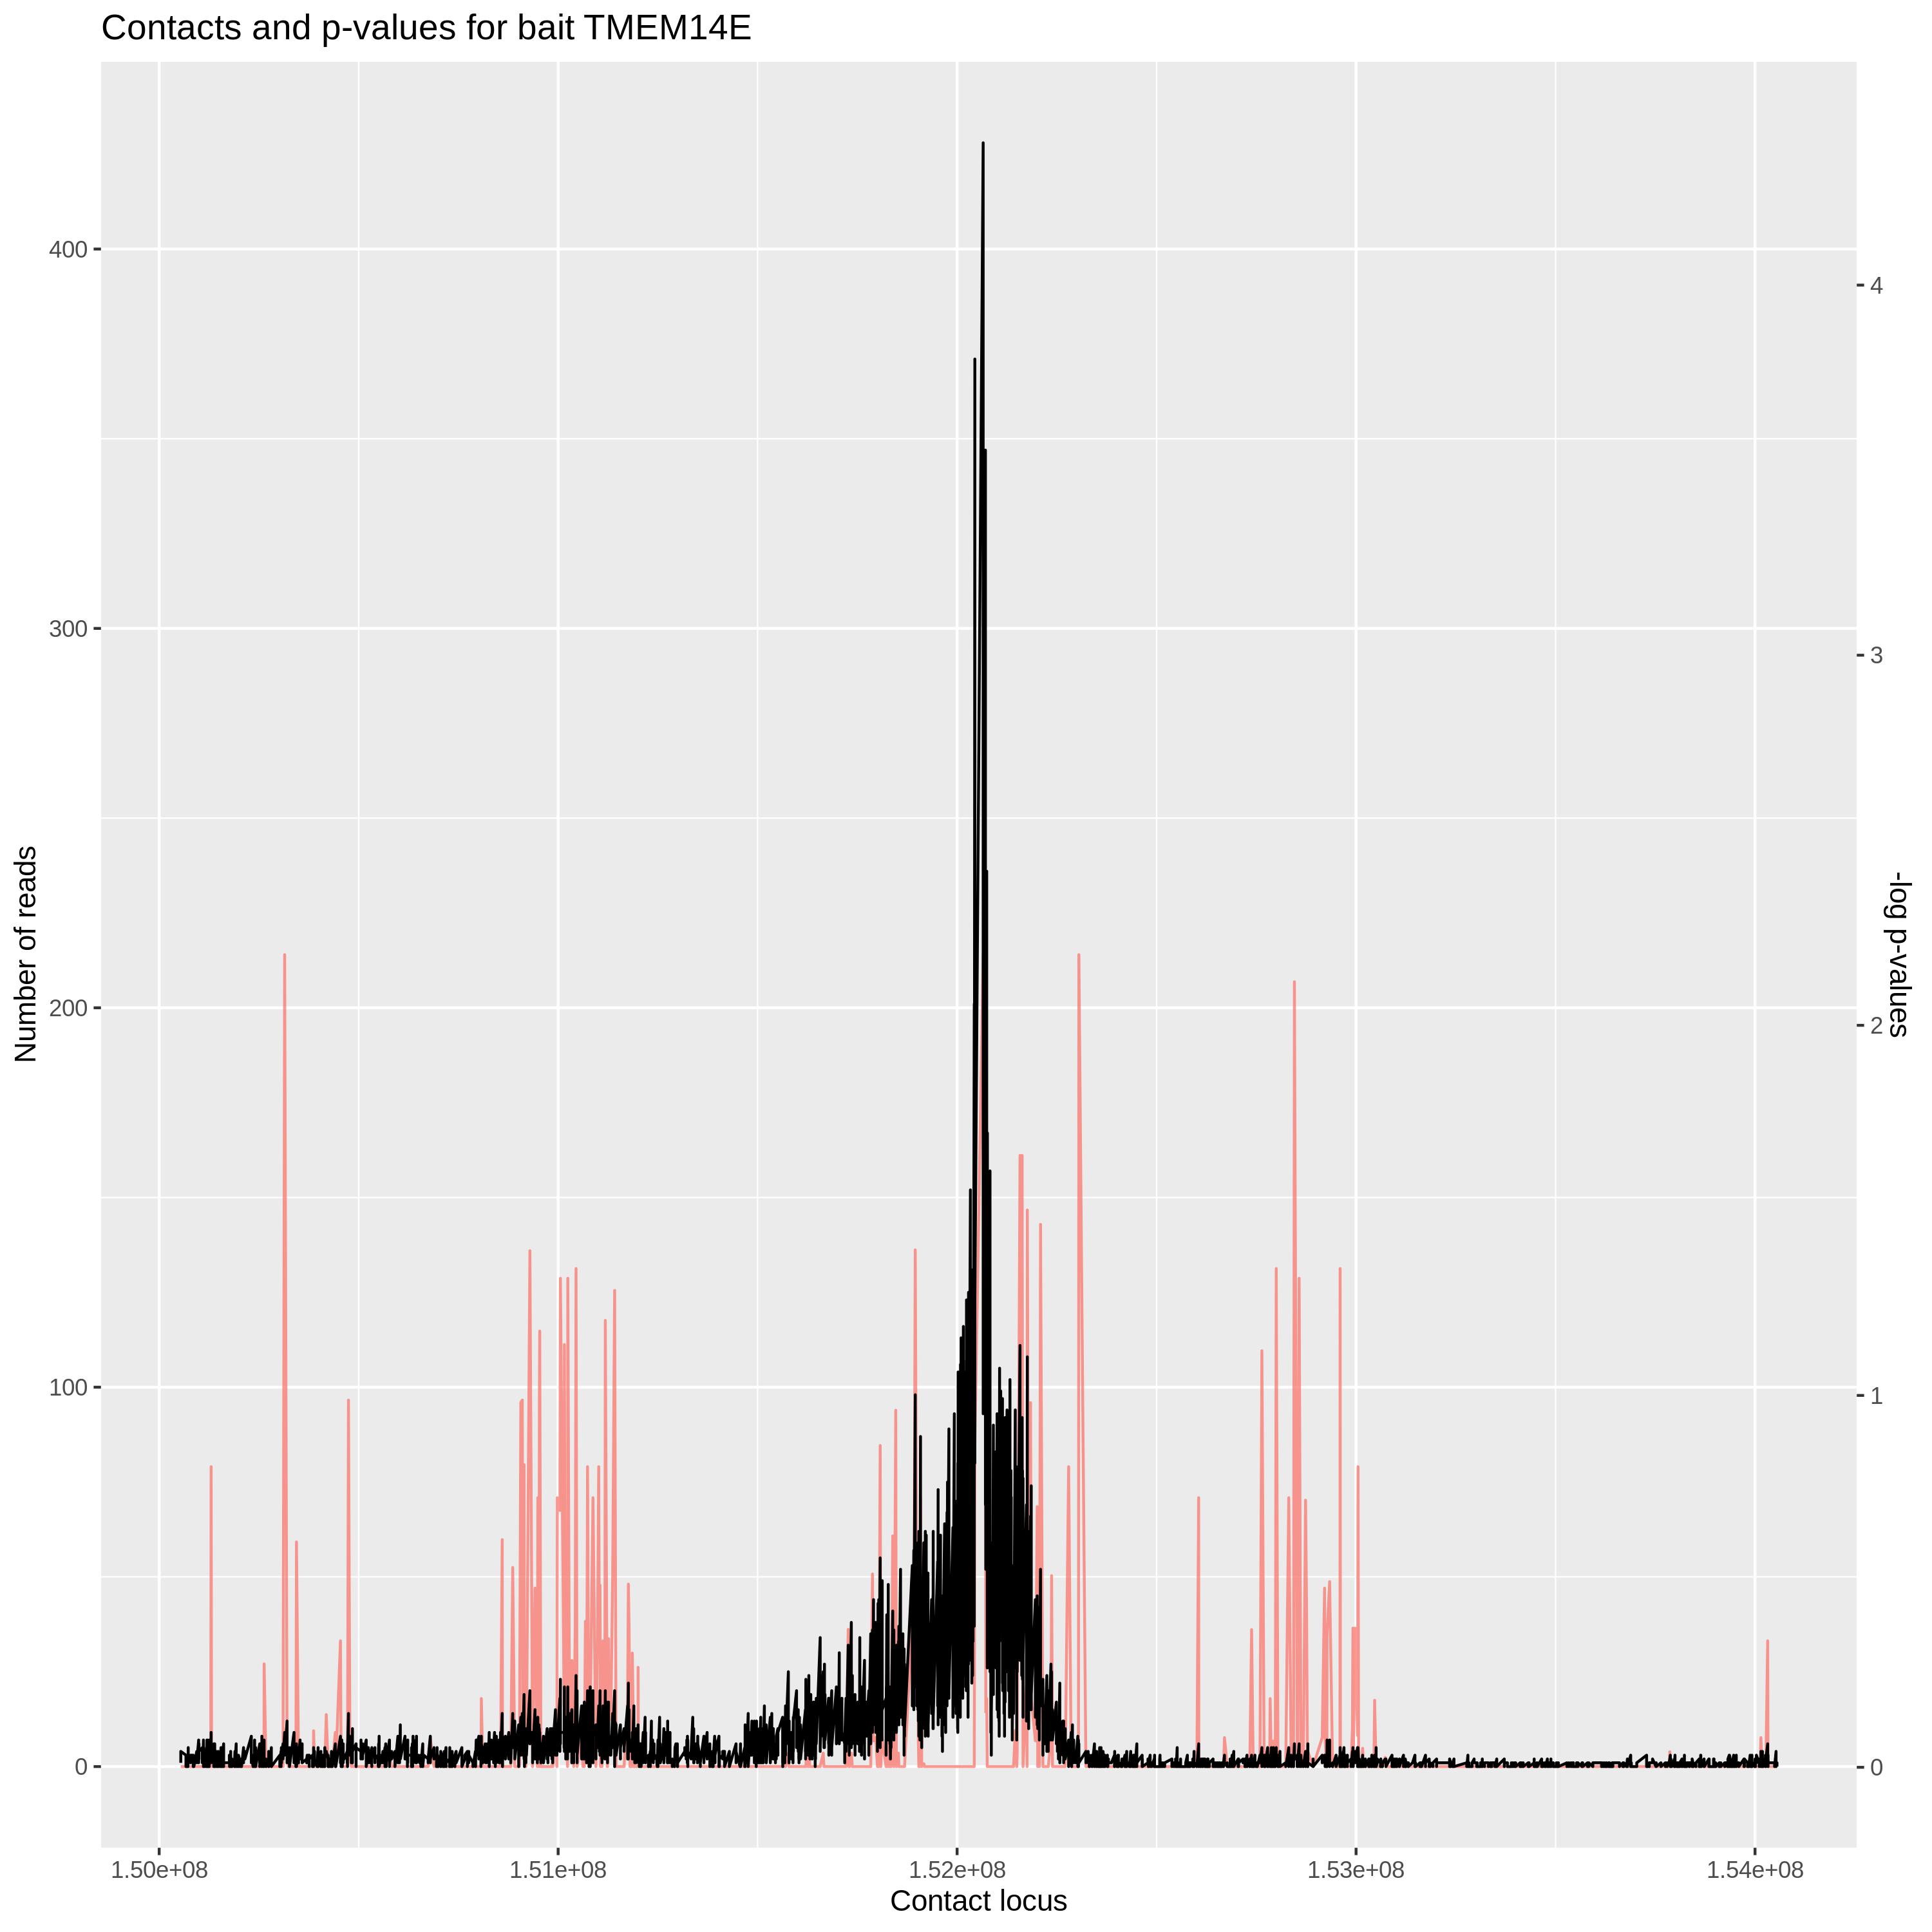 Contacts and p-values for bait TMEM14E
400
300
200
100
0
4
3
2
1
0
Number of reads
-log p-values
1.50e+08 1.51e+08 1.52e+08 1.53e+08 1.54e+08
Contact locus